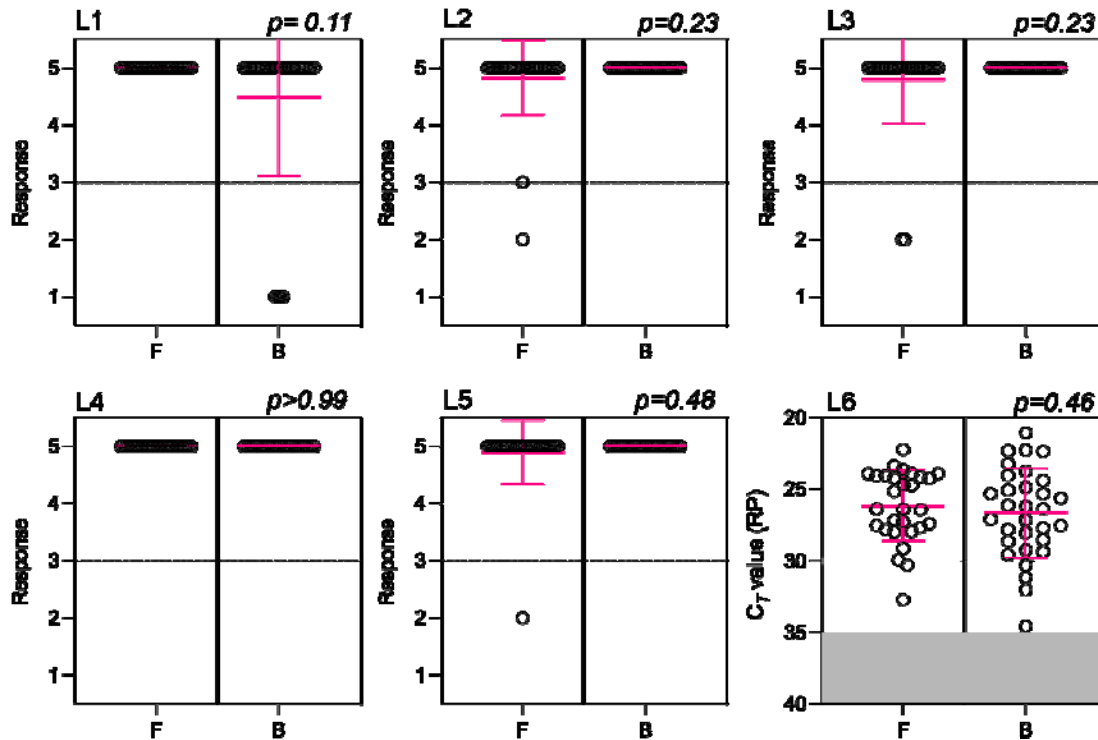 L1 p= 0.11
Response
5
4
3
2
1
F B
L2 p=0.23
Response
5
4
3
2
1
F B
L3 p=0.23
Response
5
4
3
2
1
F B
L4 p>0.99
Response
5
4
3
2
1
F B
L5 p=0.48
Response
5
4
3
2
1
F B
L6 p=0.46
C_T value (RP)
20
25
30
35
40
F B